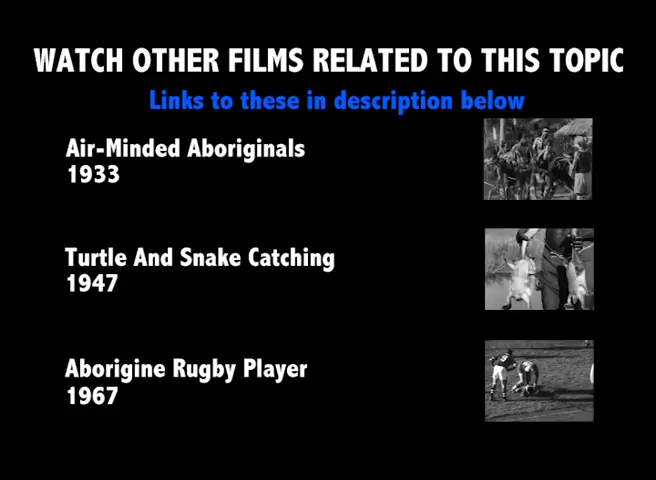 WATCH OTHER FILMS RELATED TO THIS TOPIC
Links to these in description below
Air-Minded Aboriginals
1933
Turtle And Snake Catching
1947
Aborigine Rugby Player
1967